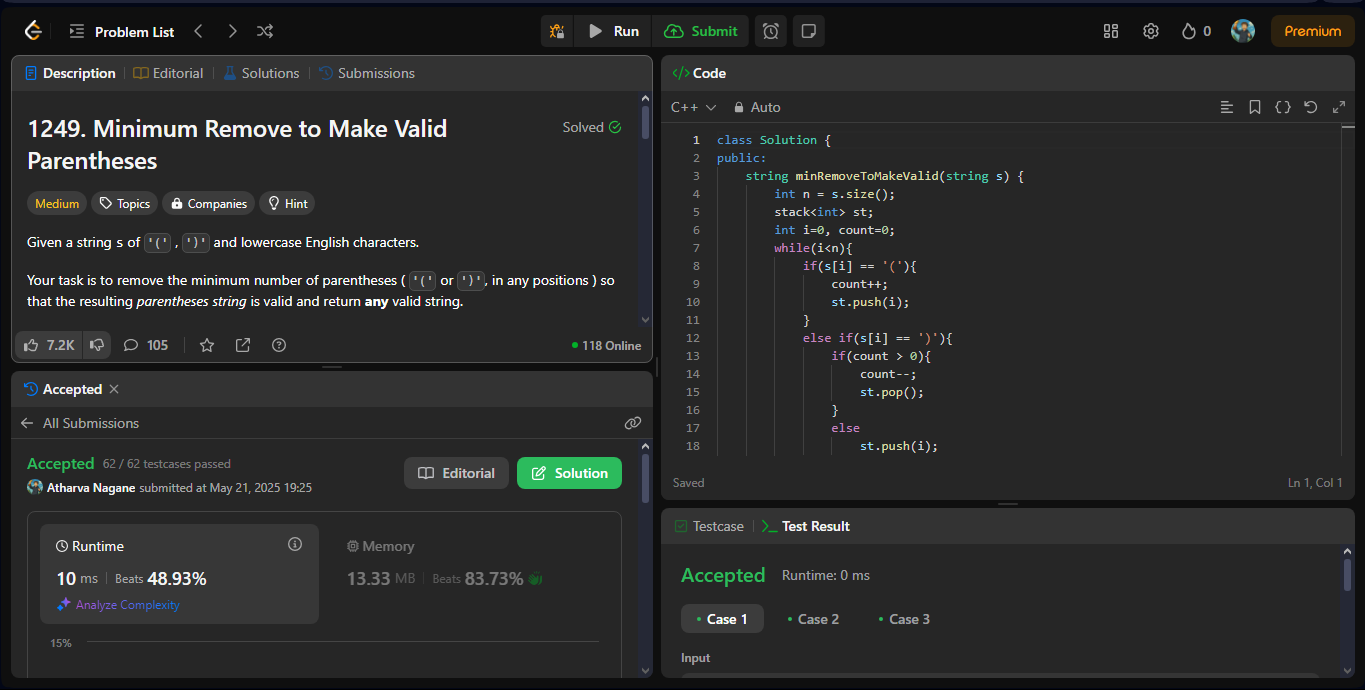 Problem List
Run
Submit
0
Premium
Description
Editorial
Solutions
Submissions
1249. Minimum Remove to Make Valid
Parentheses
Solved
Medium
Topics
Companies
Hint
Given a string s of '(' , ')' and lowercase English characters.
Your task is to remove the minimum number of parentheses ( '(' or ')', in any positions ) so
that the resulting parentheses string is valid and return any valid string.
7.2K
105
118 Online
Accepted
All Submissions
Accepted 62 / 62 testcases passed
Atharva Nagane submitted at May 21, 2025 19:25
Editorial
Solution
Runtime
10 ms Beats 48.93%
Analyze Complexity
Memory
13.33 MB Beats 83.73%
15%
Code
C++
Auto
1 class Solution {
2 public:
3     string minRemoveToMakeValid(string s) {
4         int n = s.size();
5         stack<int> st;
6         int i=0, count=0;
7         while(i<n){
8             if(s[i] == '('){
9                 count++;
10                 st.push(i);
11             }
12             else if(s[i] == ')'){
13                 if(count > 0){
14                     count--;
15                     st.pop();
16                 }
17                 else
18                     st.push(i);
Saved
Ln 1, Col 1
Testcase
Test Result
Accepted Runtime: 0 ms
Case 1
Case 2
Case 3
Input